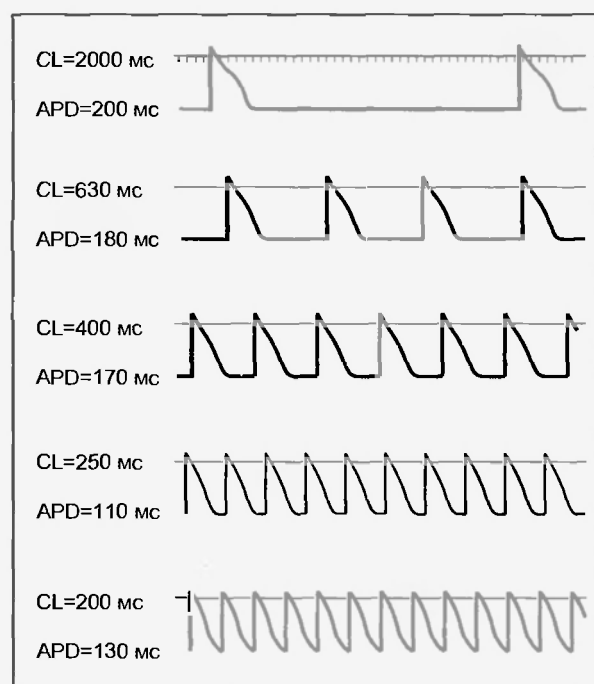 CL=2000 мс
APD=200 мс
CL=630 мс
APD=180 мс
CL=400 мс
APD=170 мс
CL=250 мс
APD=110 мс
CL=200 мс
APD=130 мс